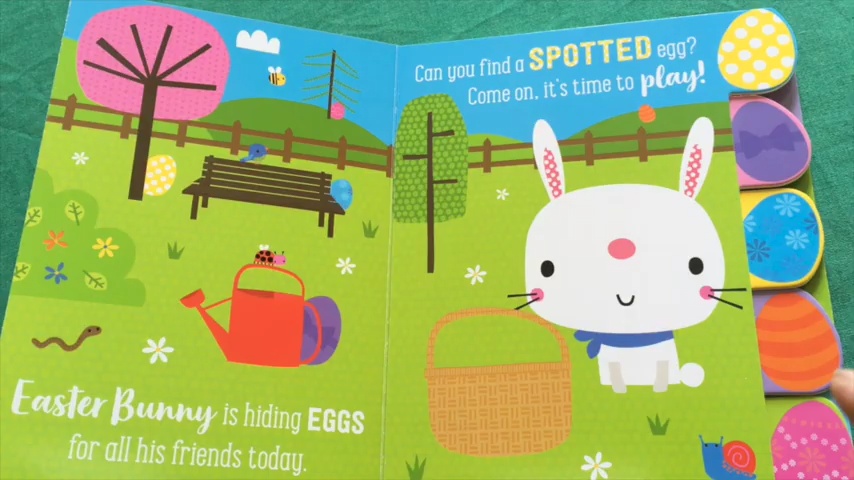 Easter Bunny is hiding EGGS
for all his friends today.
Can you find a SPOTTED egg?
Come on, it's time to play!